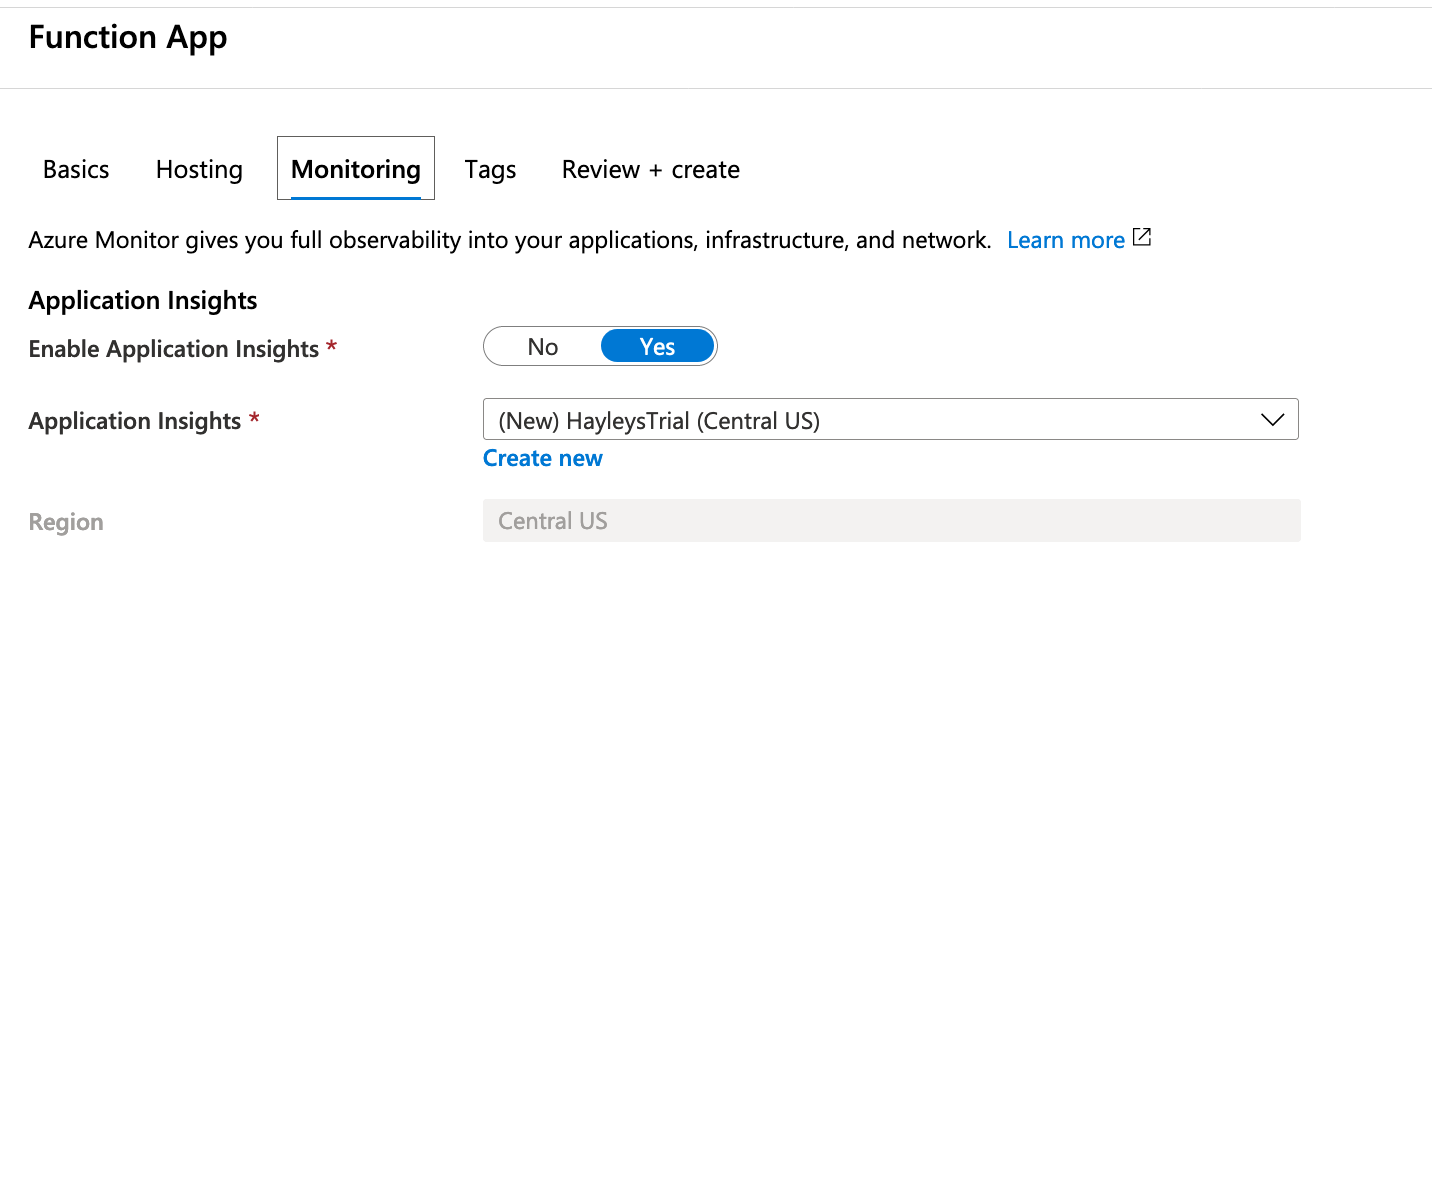 Function App
Basics Hosting Monitoring Tags Review + create
Azure Monitor gives you full observability into your applications, infrastructure, and network. Learn more
Application Insights
Enable Application Insights * No Yes
Application Insights * (New) HayleysTrial (Central US)
Create new
Region Central US